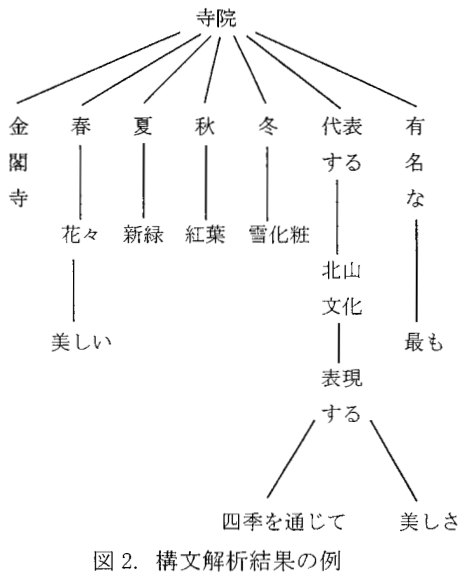 寺院
金閣寺
春
夏
秋
冬
代表する
有名な
花々
新緑
紅葉
雪化粧
北山文化
美しい
最も
表現する
四季を通じて
美しさ
図2. 構文解析結果の例